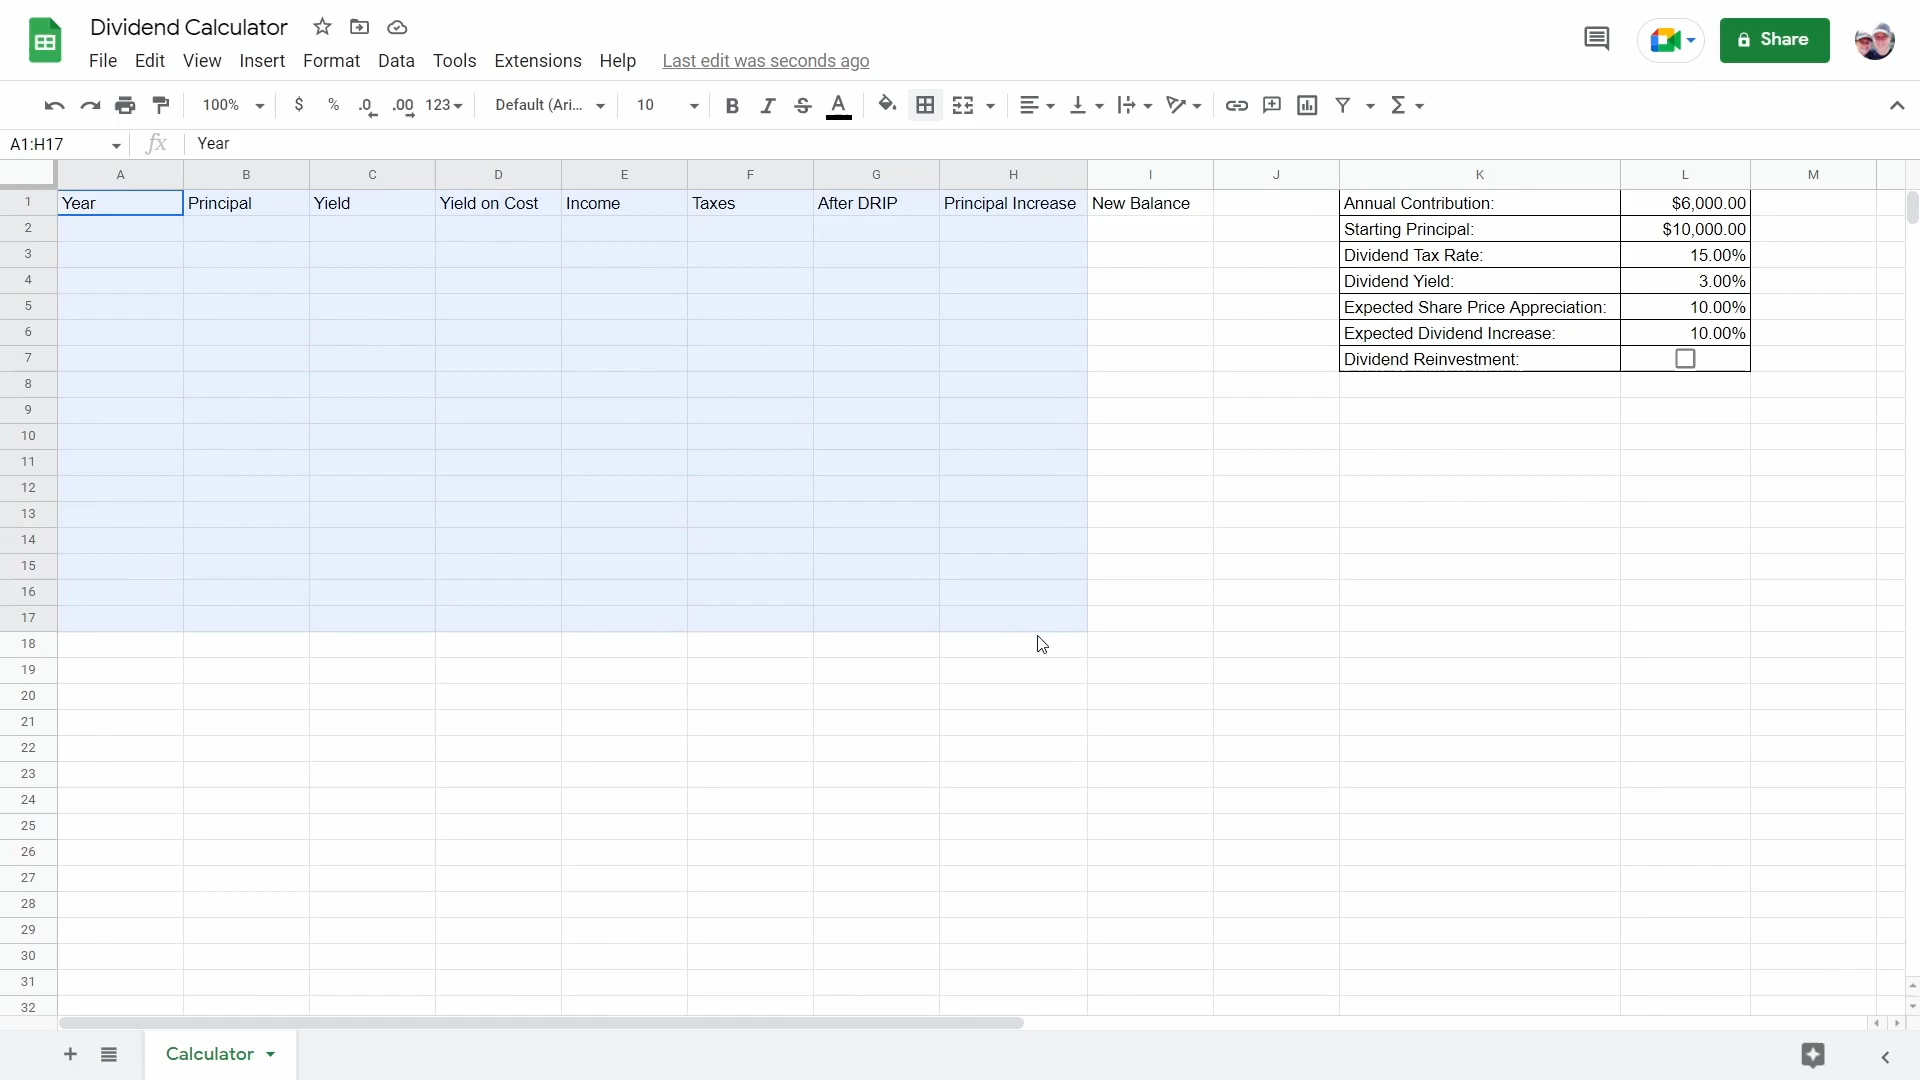 Dividend Calculator
File Edit View Insert Format Data Tools Extensions Help Last edit was seconds ago
Share
100% $ % .0 .00 123 Default (Ari... 10 B I S A
A1:H17 fx Year
A B C D E F G H I J K L M
1 Year Principal Yield Yield on Cost Income Taxes After DRIP Principal Increase New Balance Annual Contribution: $6,000.00
2 Starting Principal: $10,000.00
3 Dividend Tax Rate: 15.00%
4 Dividend Yield: 3.00%
5 Expected Share Price Appreciation: 10.00%
6 Expected Dividend Increase: 10.00%
7 Dividend Reinvestment:
8
9
10
11
12
13
14
15
16
17
18
19
20
21
22
23
24
25
26
27
28
29
30
31
32
Calculator